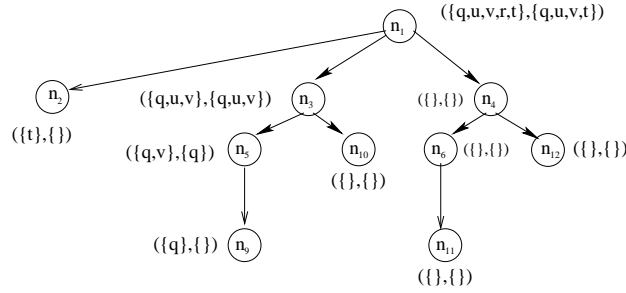 n1 ({q,u,v,r,t},{q,u,v,t})
n2 ({q,u,v},{q,u,v}) n3 ({},{}) n4
({t},{}) ({q,v},{q}) n5 n10 n6 ({},{}) n12 ({},{})
({},{})
({q},{}) n9 n11
({},{})